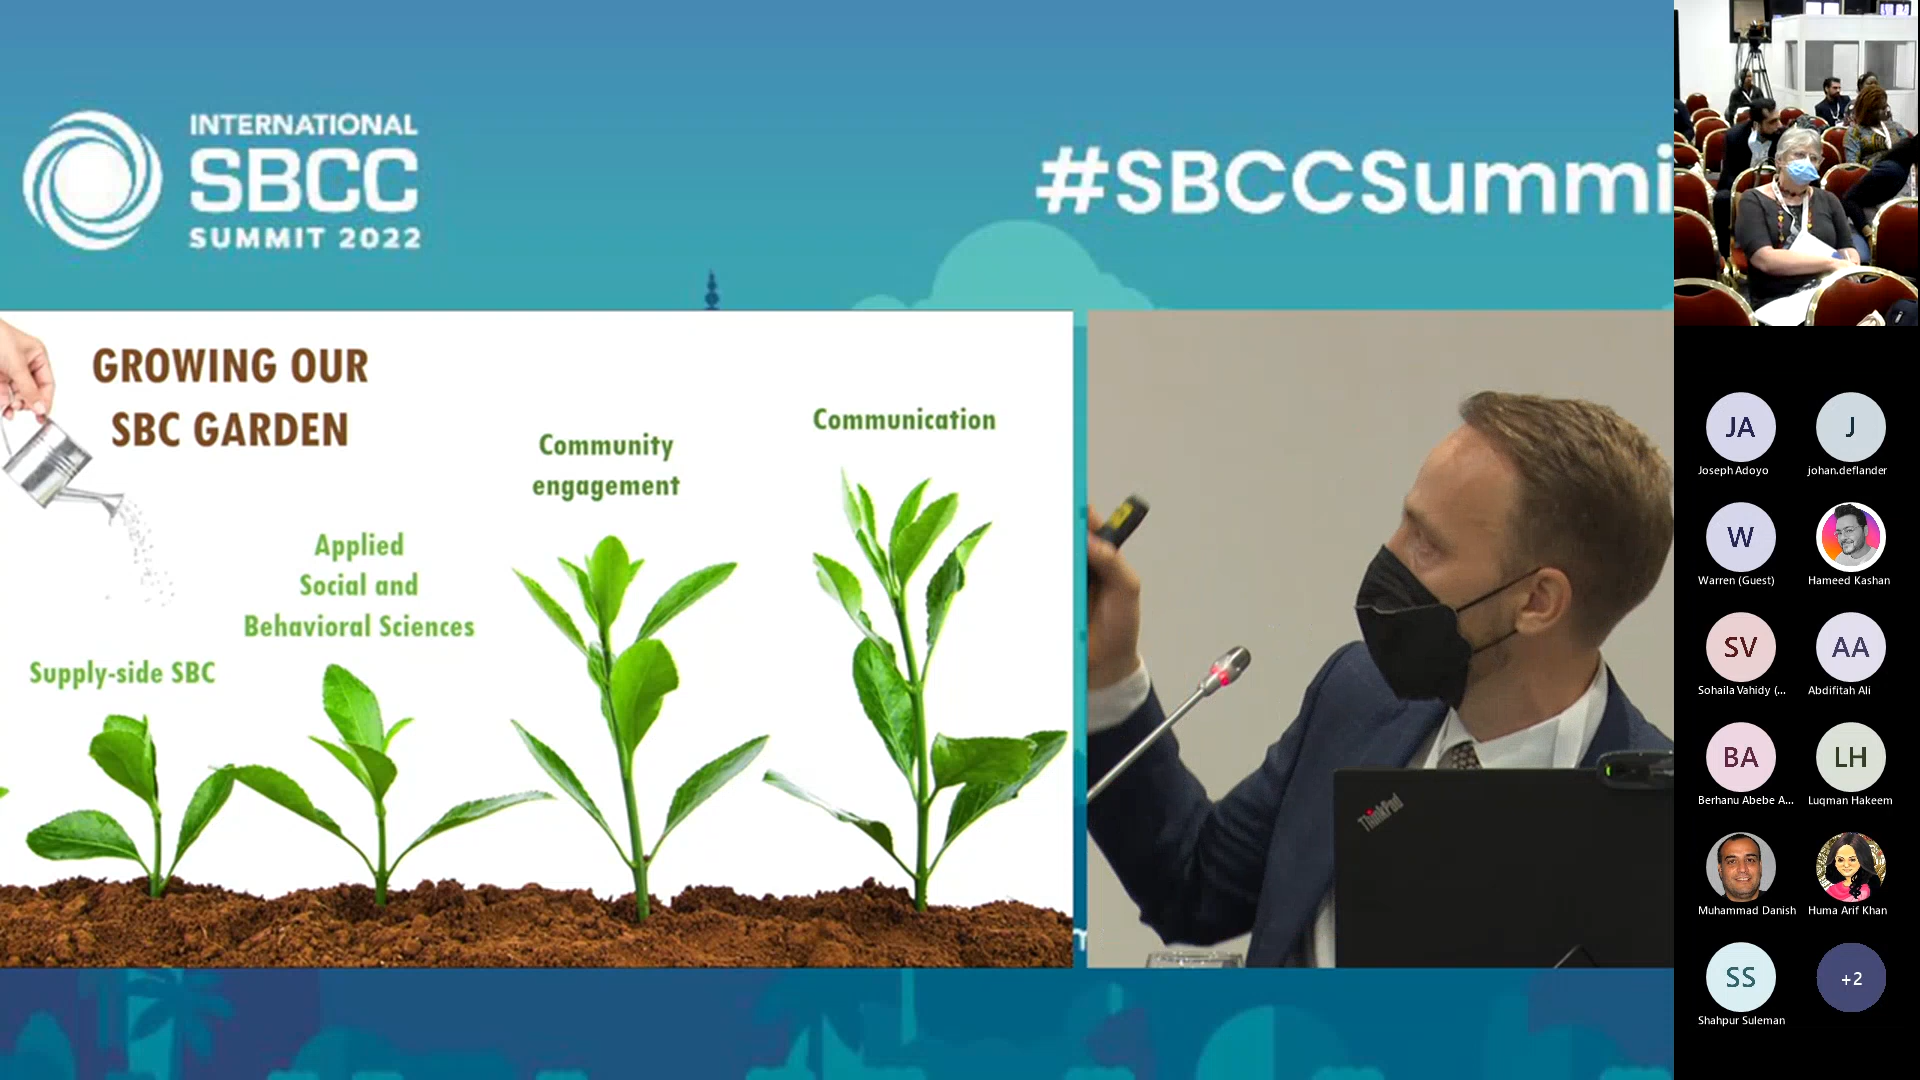 INTERNATIONAL
SBCC
SUMMIT 2022
#SBCCSummi
GROWING OUR
SBC GARDEN
Communication
Community
engagement
Applied
Social and
Behavioral Sciences
Supply-side SBC
ThinkPad
JA
Joseph Adoyo
J
johan.deflander
W
Warren (Guest)
Hameed Kashan
SV
Sohaila Vahidy (...
AA
Abdifitah Ali
BA
Berhanu Abebe A...
LH
Luqman Hakeem
Muhammad Danish
Huma Arif Khan
SS
Shahpur Suleman
+2